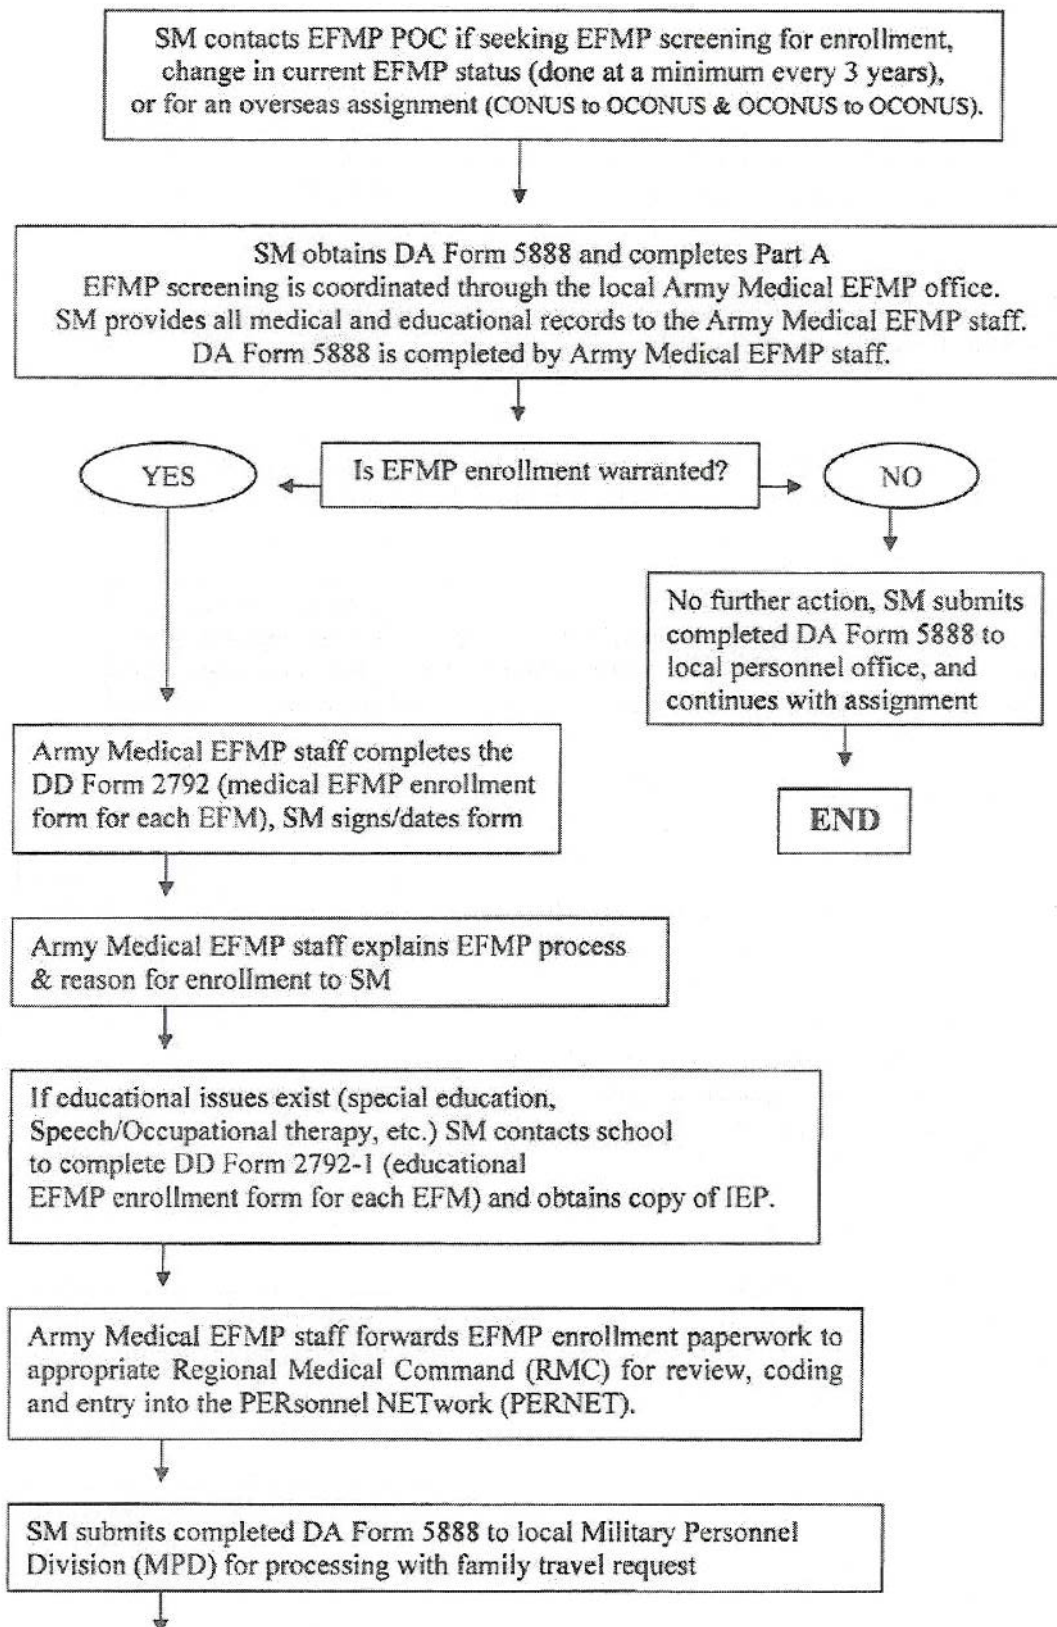 SM contacts EFMP POC if seeking EFMP screening for enrollment,
change in current EFMP status (done at a minimum every 3 years),
or for an overseas assignment (CONUS to OCONUS & OCONUS to OCONUS).
SM obtains DA Form 5888 and completes Part A
EFMP screening is coordinated through the local Army Medical EFMP office.
SM provides all medical and educational records to the Army Medical EFMP staff.
DA Form 5888 is completed by Army Medical EFMP staff.
YES
Is EFMP enrollment warranted?
NO
No further action, SM submits
completed DA Form 5888 to
local personnel office, and
continues with assignment
END
Army Medical EFMP staff completes the
DD Form 2792 (medical EFMP enrollment
form for each EFM), SM signs/dates form
Army Medical EFMP staff explains EFMP process
& reason for enrollment to SM
If educational issues exist (special education,
Speech/Occupational therapy, etc.) SM contacts school
to complete DD Form 2792-1 (educational
EFMP enrollment form for each EFM) and obtains copy of IEP.
Army Medical EFMP staff forwards EFMP enrollment paperwork to
appropriate Regional Medical Command (RMC) for review, coding
and entry into the PERsonnel NETwork (PERNET).
SM submits completed DA Form 5888 to local Military Personnel
Division (MPD) for processing with family travel request